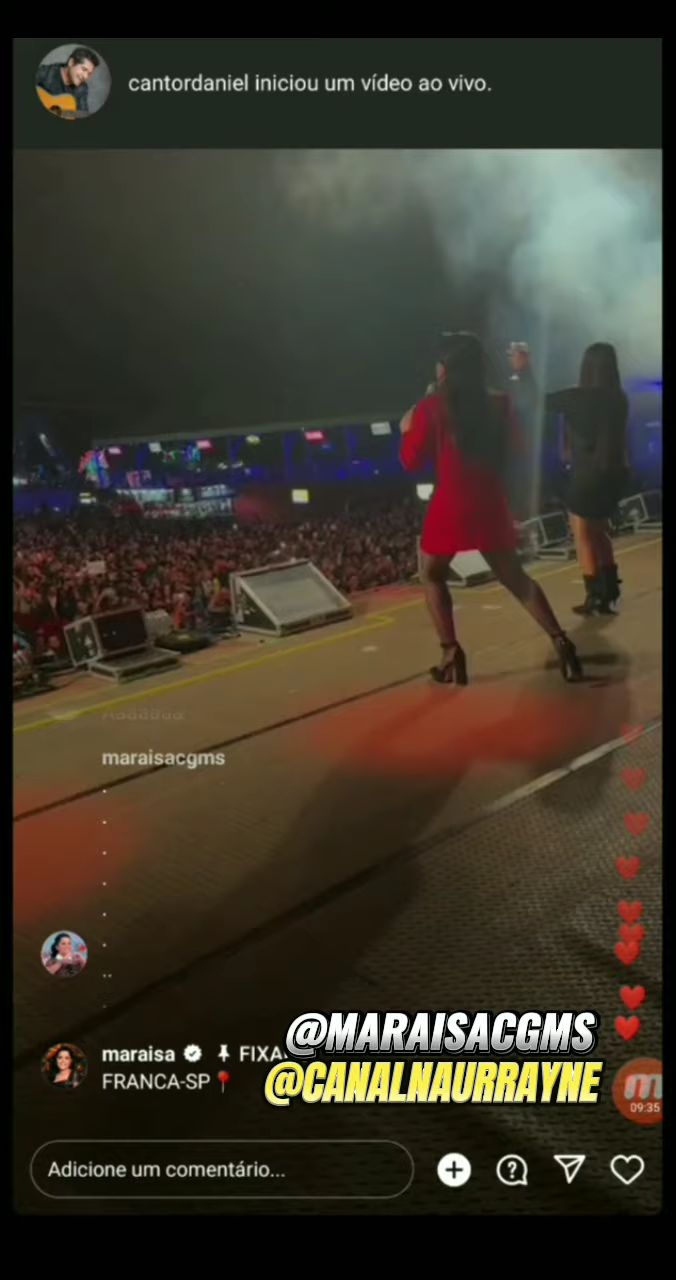 cantordaniel iniciou um vídeo ao vivo.
maraisacgms
.
.
.
.
.
.
..
.
maraisa FIXA
FRANCA-SP
@MARAISACGMS
@CANALNAURRAYNE
09:35
Adicione um comentário...